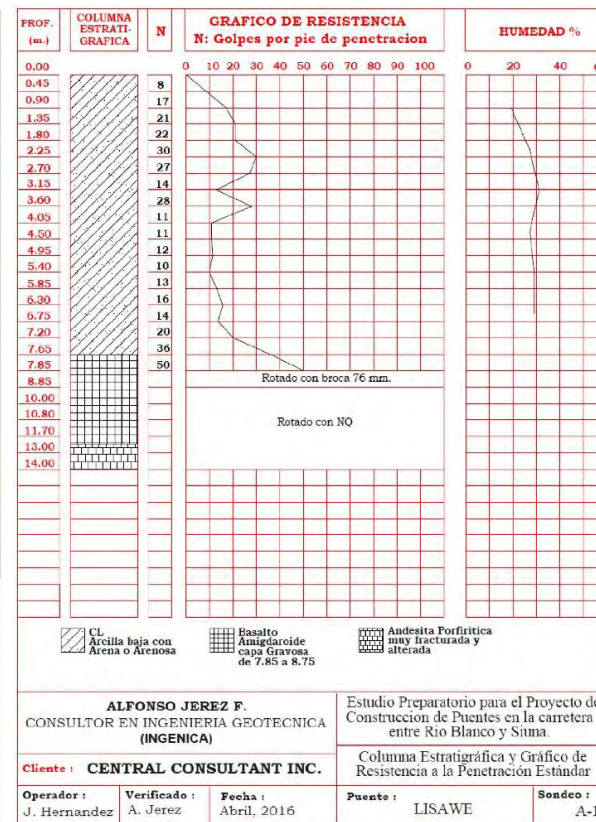 PROF.
(m.)
COLUMNA
ESTRATI-
GRAFICA
N
GRAFICO DE RESISTENCIA
N: Golpes por pie de penetracion
HUMEDAD %
0.00
0 10 20 30 40 50 60 70 80 90 100
0 20 40
0.45 8
0.90 17
1.35 21
1.80 22
2.25 30
2.70 27
3.15 14
3.60 28
4.05 11
4.50 11
4.95 12
5.40 10
5.85 13
6.30 16
6.75 14
7.20 20
7.65 36
7.85 50
8.85
Rotado con broca 76 mm.
10.00
10.80
Rotado con NQ
11.70
13.00
14.00
CL
Arcilla baja con
Arena o Arenosa
Basalto
Amigdaroide
capa Gravosa
de 7.85 a 8.75
Andesita Porfiritica
muy fracturada y
alterada
ALFONSO JEREZ F.
CONSULTOR EN INGENIERIA GEOTECNICA
(INGENICA)
Estudio Preparatorio para el Proyecto de
Construccion de Puentes en la carretera
entre Rio Blanco y Siuna.
Cliente : CENTRAL CONSULTANT INC.
Columna Estratigráfica y Gráfico de
Resistencia a la Penetración Estándar
Operador :
J. Hernandez
Verificado :
A. Jerez
Fecha :
Abril, 2016
Puente :
LISAWE
Sondeo :